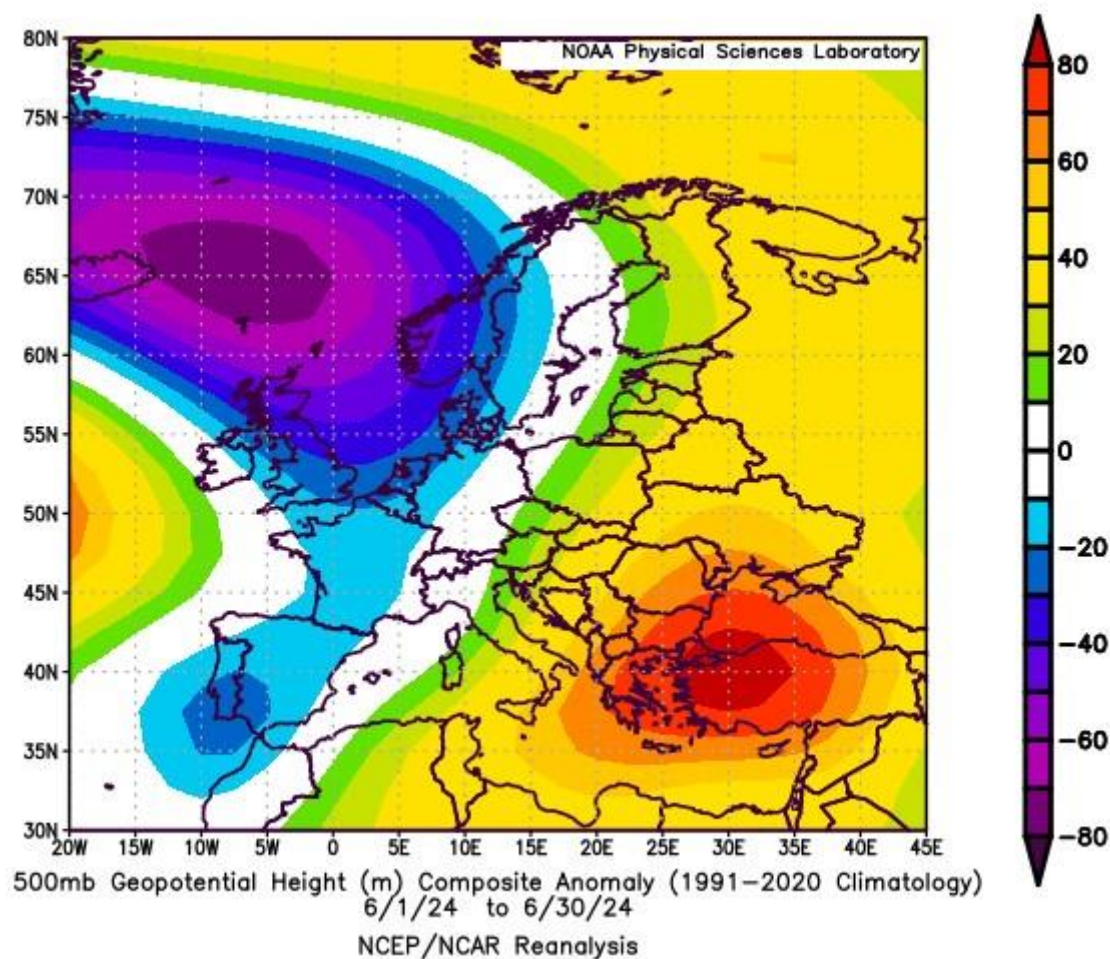 NOAA Physical Sciences Laboratory
80N
75N
70N
65N
60N
55N
50N
45N
40N
35N
30N
20W 15W 10W 5W 0 5E 10E 15E 20E 25E 30E 35E 40E 45E
80
60
40
20
0
-20
-40
-60
-80
500mb Geopotential Height (m) Composite Anomaly (1991-2020 Climatology)
6/1/24 to 6/30/24
NCEP/NCAR Reanalysis